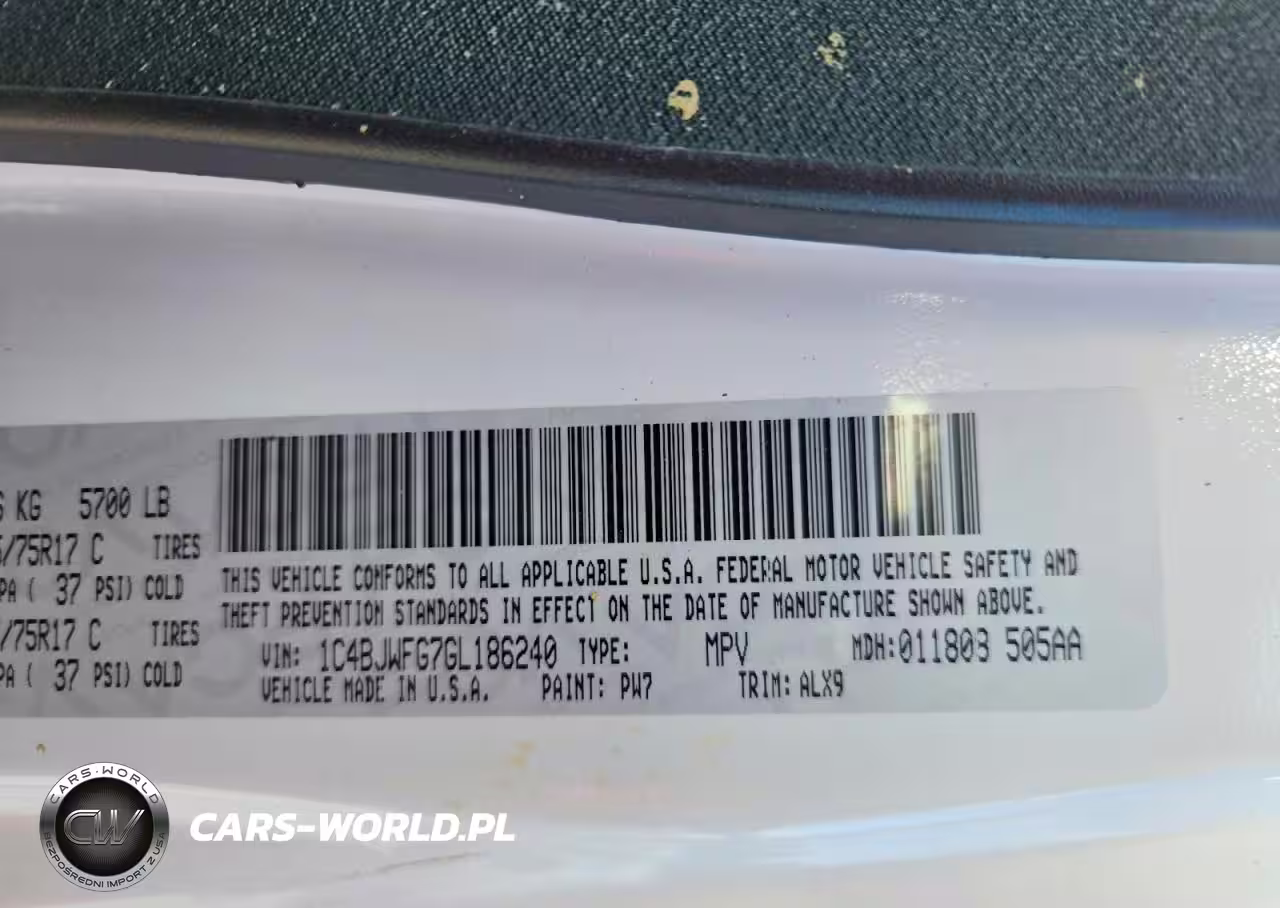 KG 5700 LB
/75R17 C TIRES
PA ( 37 PSI) COLD
/75R17 C TIRES
PA ( 37 PSI) COLD
THIS VEHICLE CONFORMS TO ALL APPLICABLE U.S.A. FEDERAL MOTOR VEHICLE SAFETY AND
THEFT PREVENTION STANDARDS IN EFFECT ON THE DATE OF MANUFACTURE SHOWN ABOVE.
VIN: 1C4BJWFG7GL186240 TYPE: MPV MDH:011803 505AA
VEHICLE MADE IN U.S.A. PAINT: PW7 TRIM: ALX9
CARS-WORLD
CW
BEZPOŚREDNI IMPORT Z USA
CARS-WORLD.PL